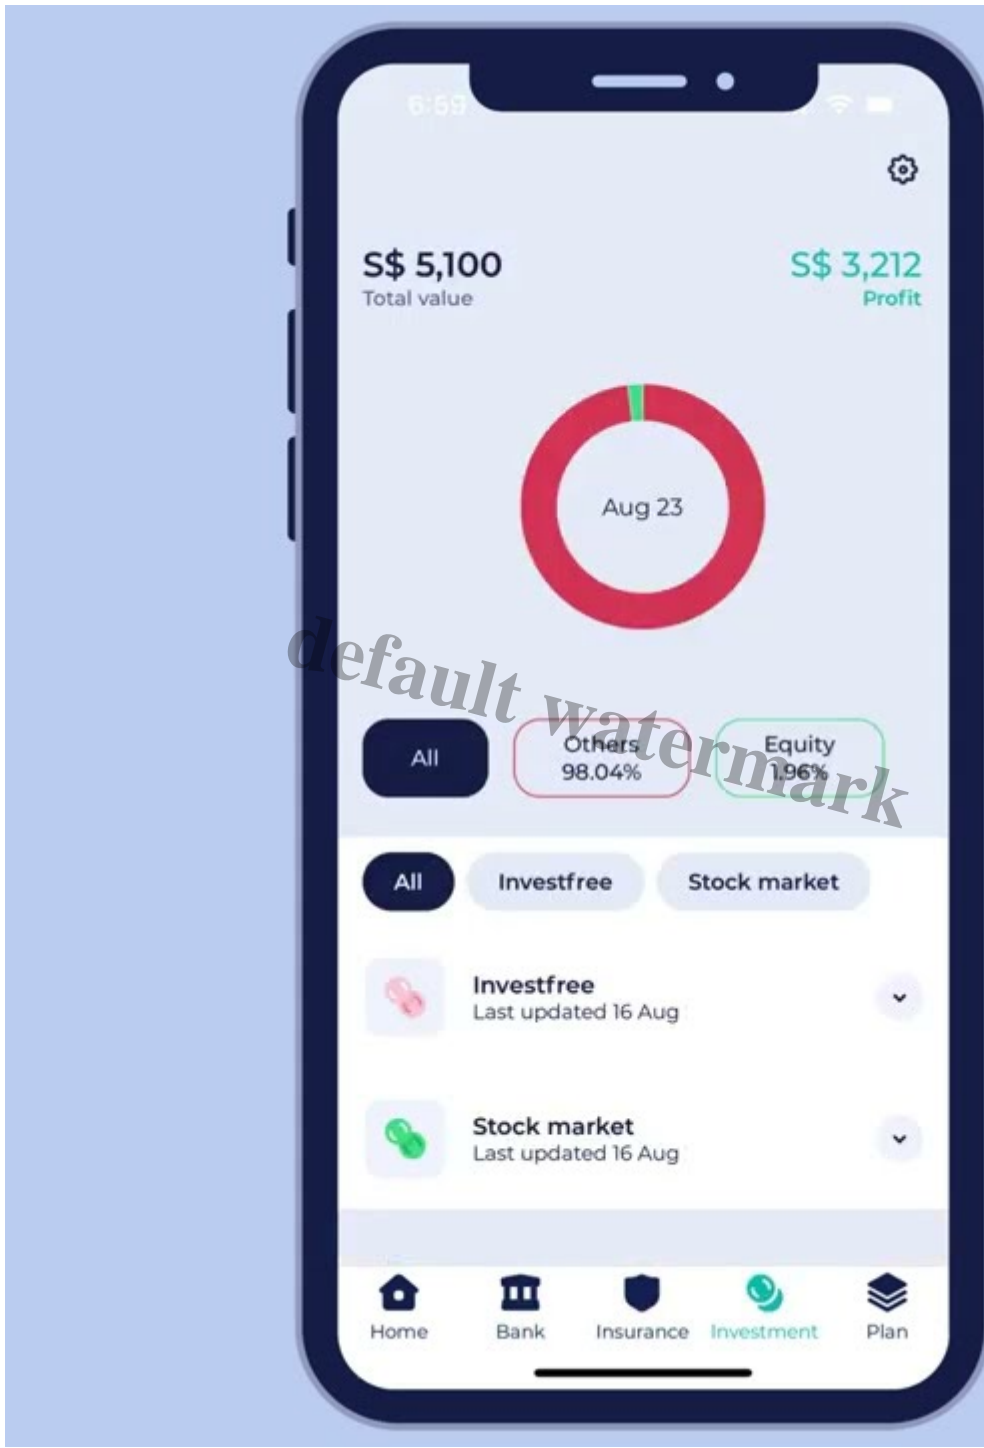 6:59
S$ 5,100
S$ 3,212
Total value
Profit
Aug 23
All
Others
98.04%
Equity
1.96%
All
Investfree
Stock market
Investfree
Last updated 16 Aug
Stock market
Last updated 16 Aug
Home
Bank
Insurance
Investment
Plan
default watermark